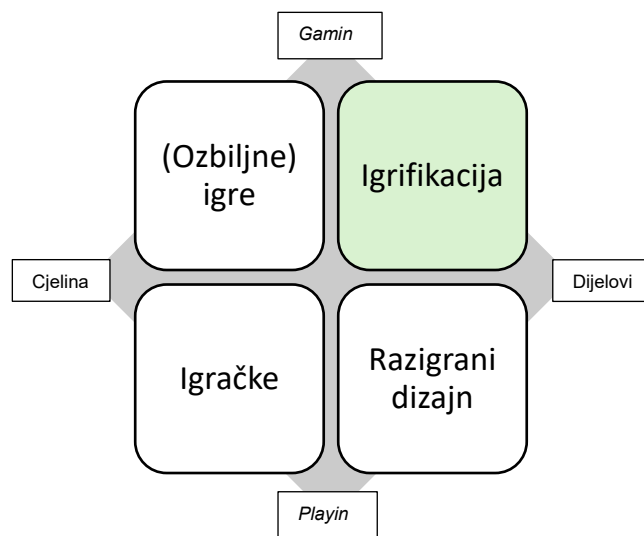 Gamin
(Ozbiljne)
igre
Igrifikacija
Cjelina
Dijelovi
Igračke
Razigrani
dizajn
Playin